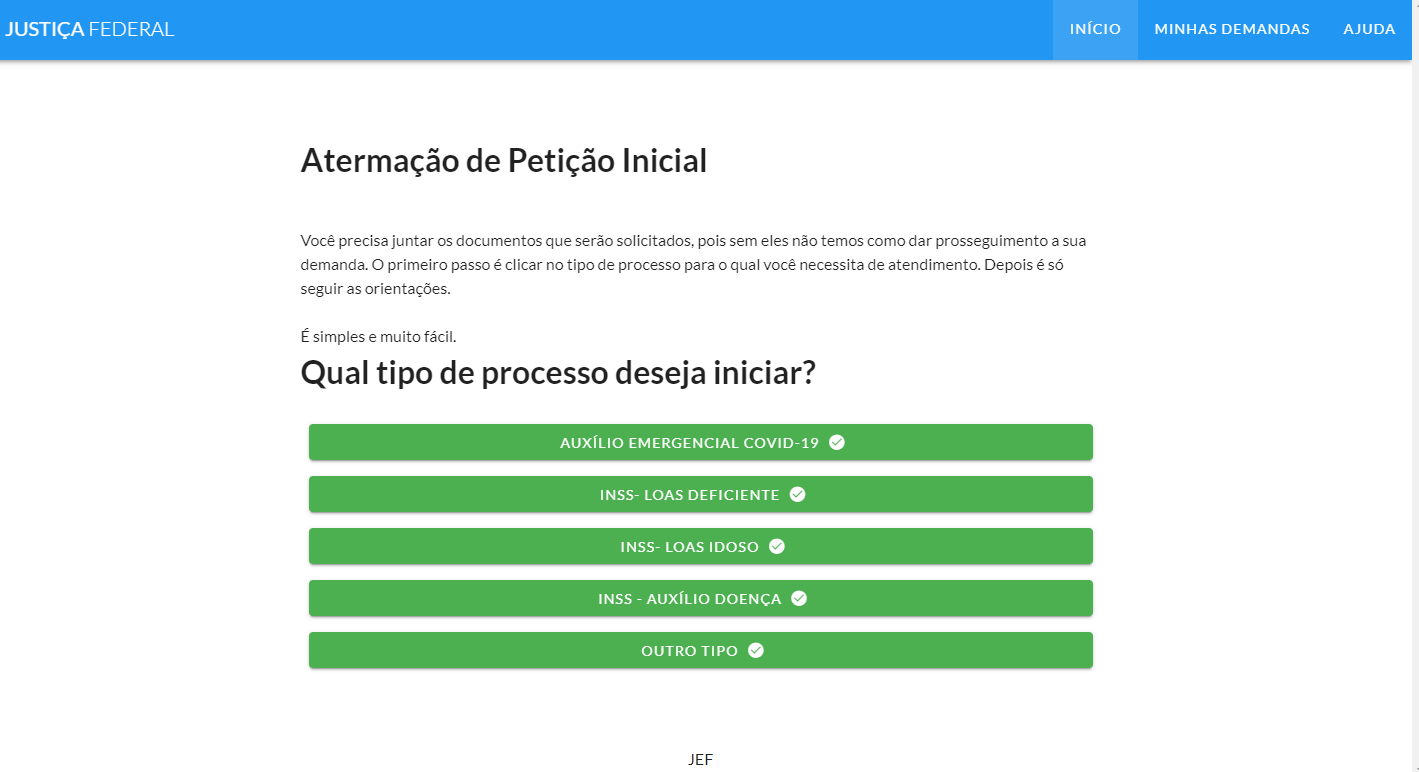 JUSTIÇA FEDERAL
INÍCIO MINHAS DEMANDAS AJUDA
Atermação de Petição Inicial
Você precisa juntar os documentos que serão solicitados, pois sem eles não temos como dar prosseguimento a sua
demanda. O primeiro passo é clicar no tipo de processo para o qual você necessita de atendimento. Depois é só
seguir as orientações.
É simples e muito fácil.
Qual tipo de processo deseja iniciar?
AUXÍLIO EMERGENCIAL COVID-19
INSS- LOAS DEFICIENTE
INSS- LOAS IDOSO
INSS - AUXÍLIO DOENÇA
OUTRO TIPO
JEF